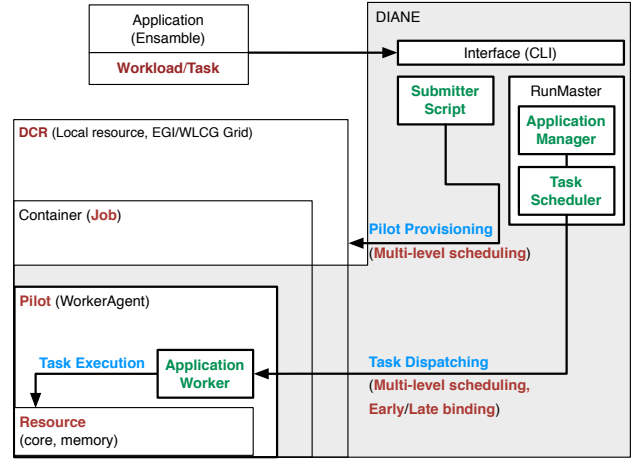 Application
(Ensamble)
Workload/Task
DIANE
Interface (CLI)
Submitter
Script
RunMaster
Application
Manager
Task
Scheduler
DCR (Local resource, EGI/WLCG Grid)
Container (Job)
Pilot Provisioning
(Multi-level scheduling)
Pilot (WorkerAgent)
Task Execution
Application
Worker
Task Dispatching
(Multi-level scheduling,
Early/Late binding)
Resource
(core, memory)